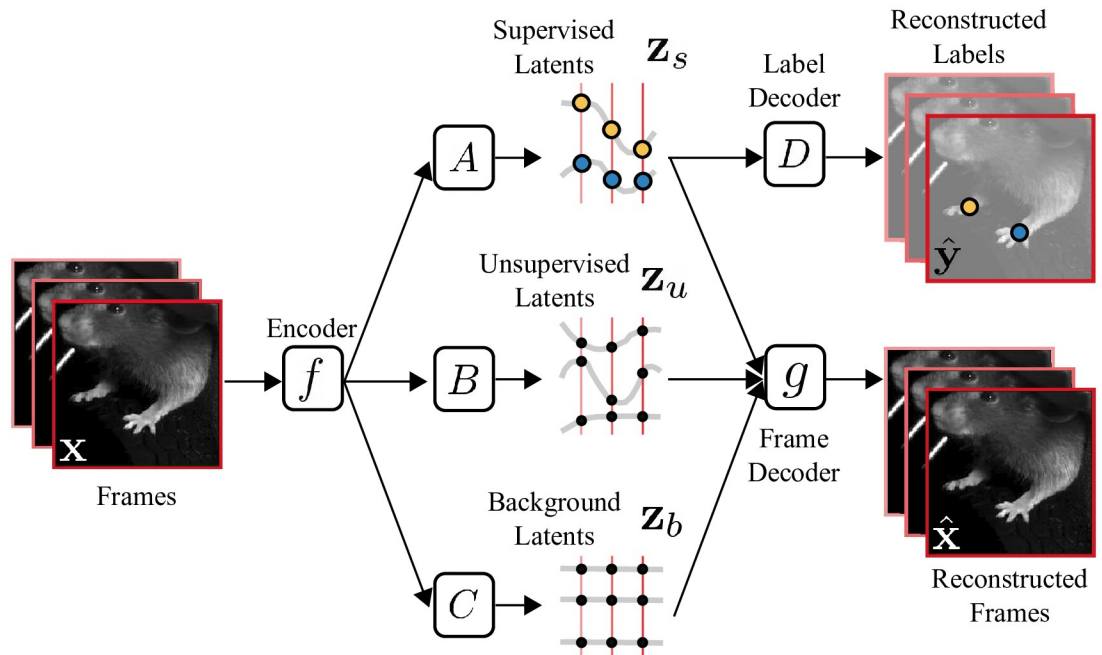 Supervised
Latents
z_s
Label
Decoder
Reconstructed
Labels
A
D
ŷ
Unsupervised
Latents
z_u
Encoder
f
B
g
x
Frames
Frame
Decoder
Background
Latents
z_b
C
x̂
Reconstructed
Frames